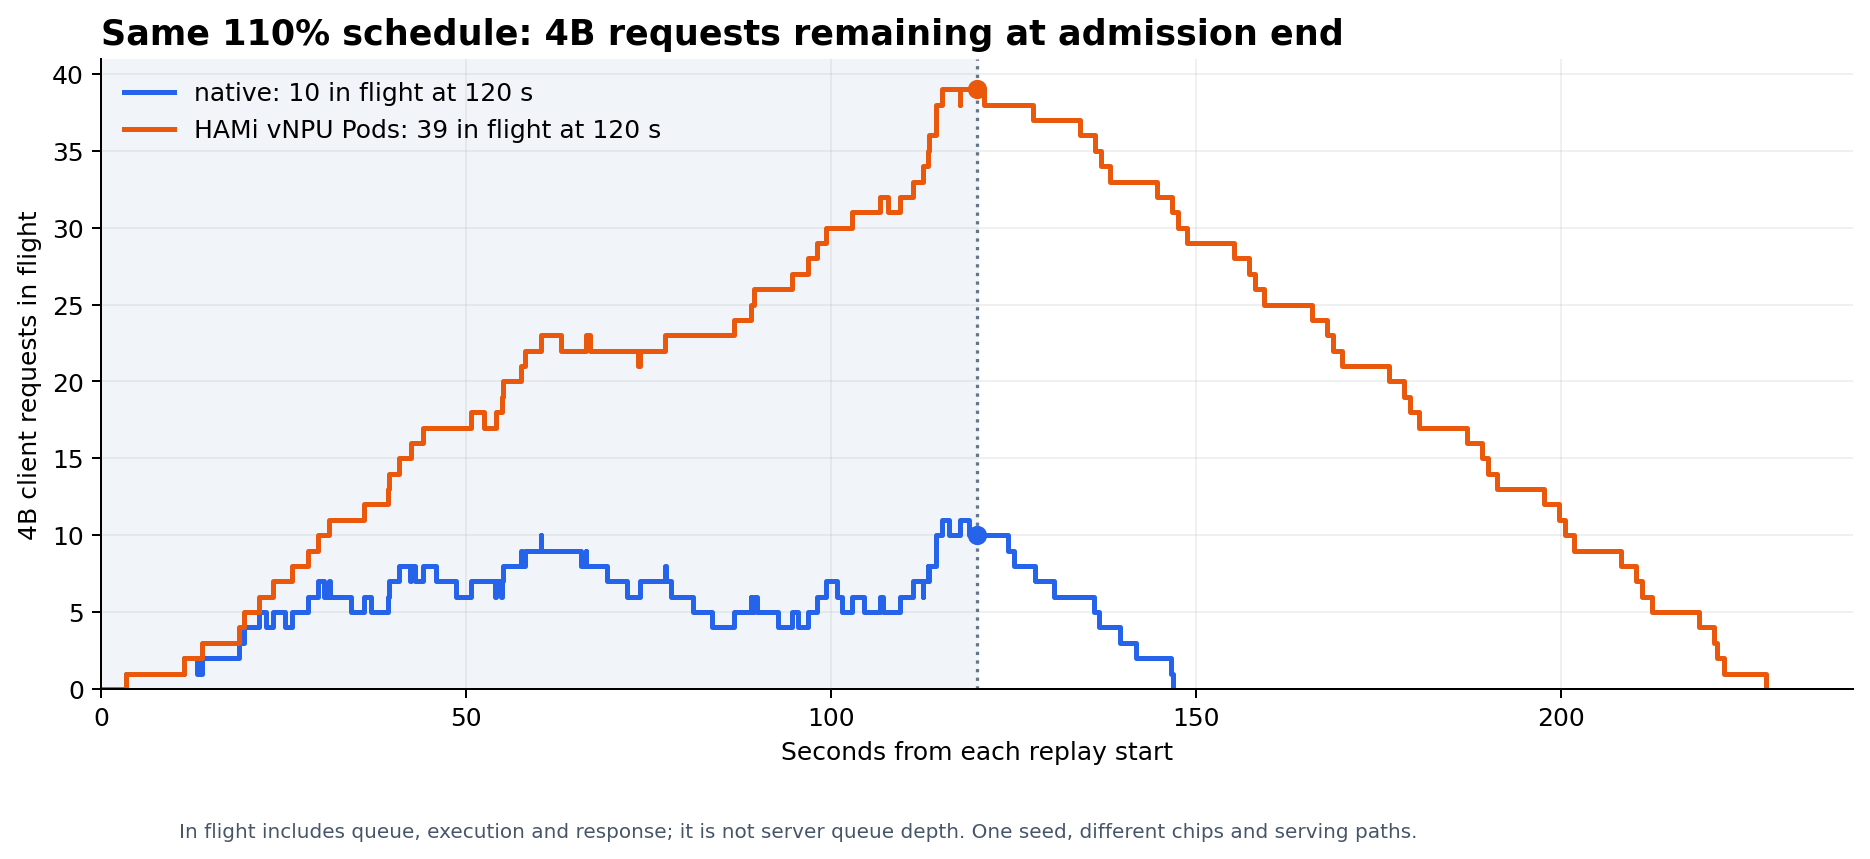 Same 110% schedule: 4B requests remaining at admission end
native: 10 in flight at 120 s
HAMi vNPU Pods: 39 in flight at 120 s
4B client requests in flight
40
35
30
25
20
15
10
5
0
0 50 100 150 200
Seconds from each replay start
In flight includes queue, execution and response; it is not server queue depth. One seed, different chips and serving paths.